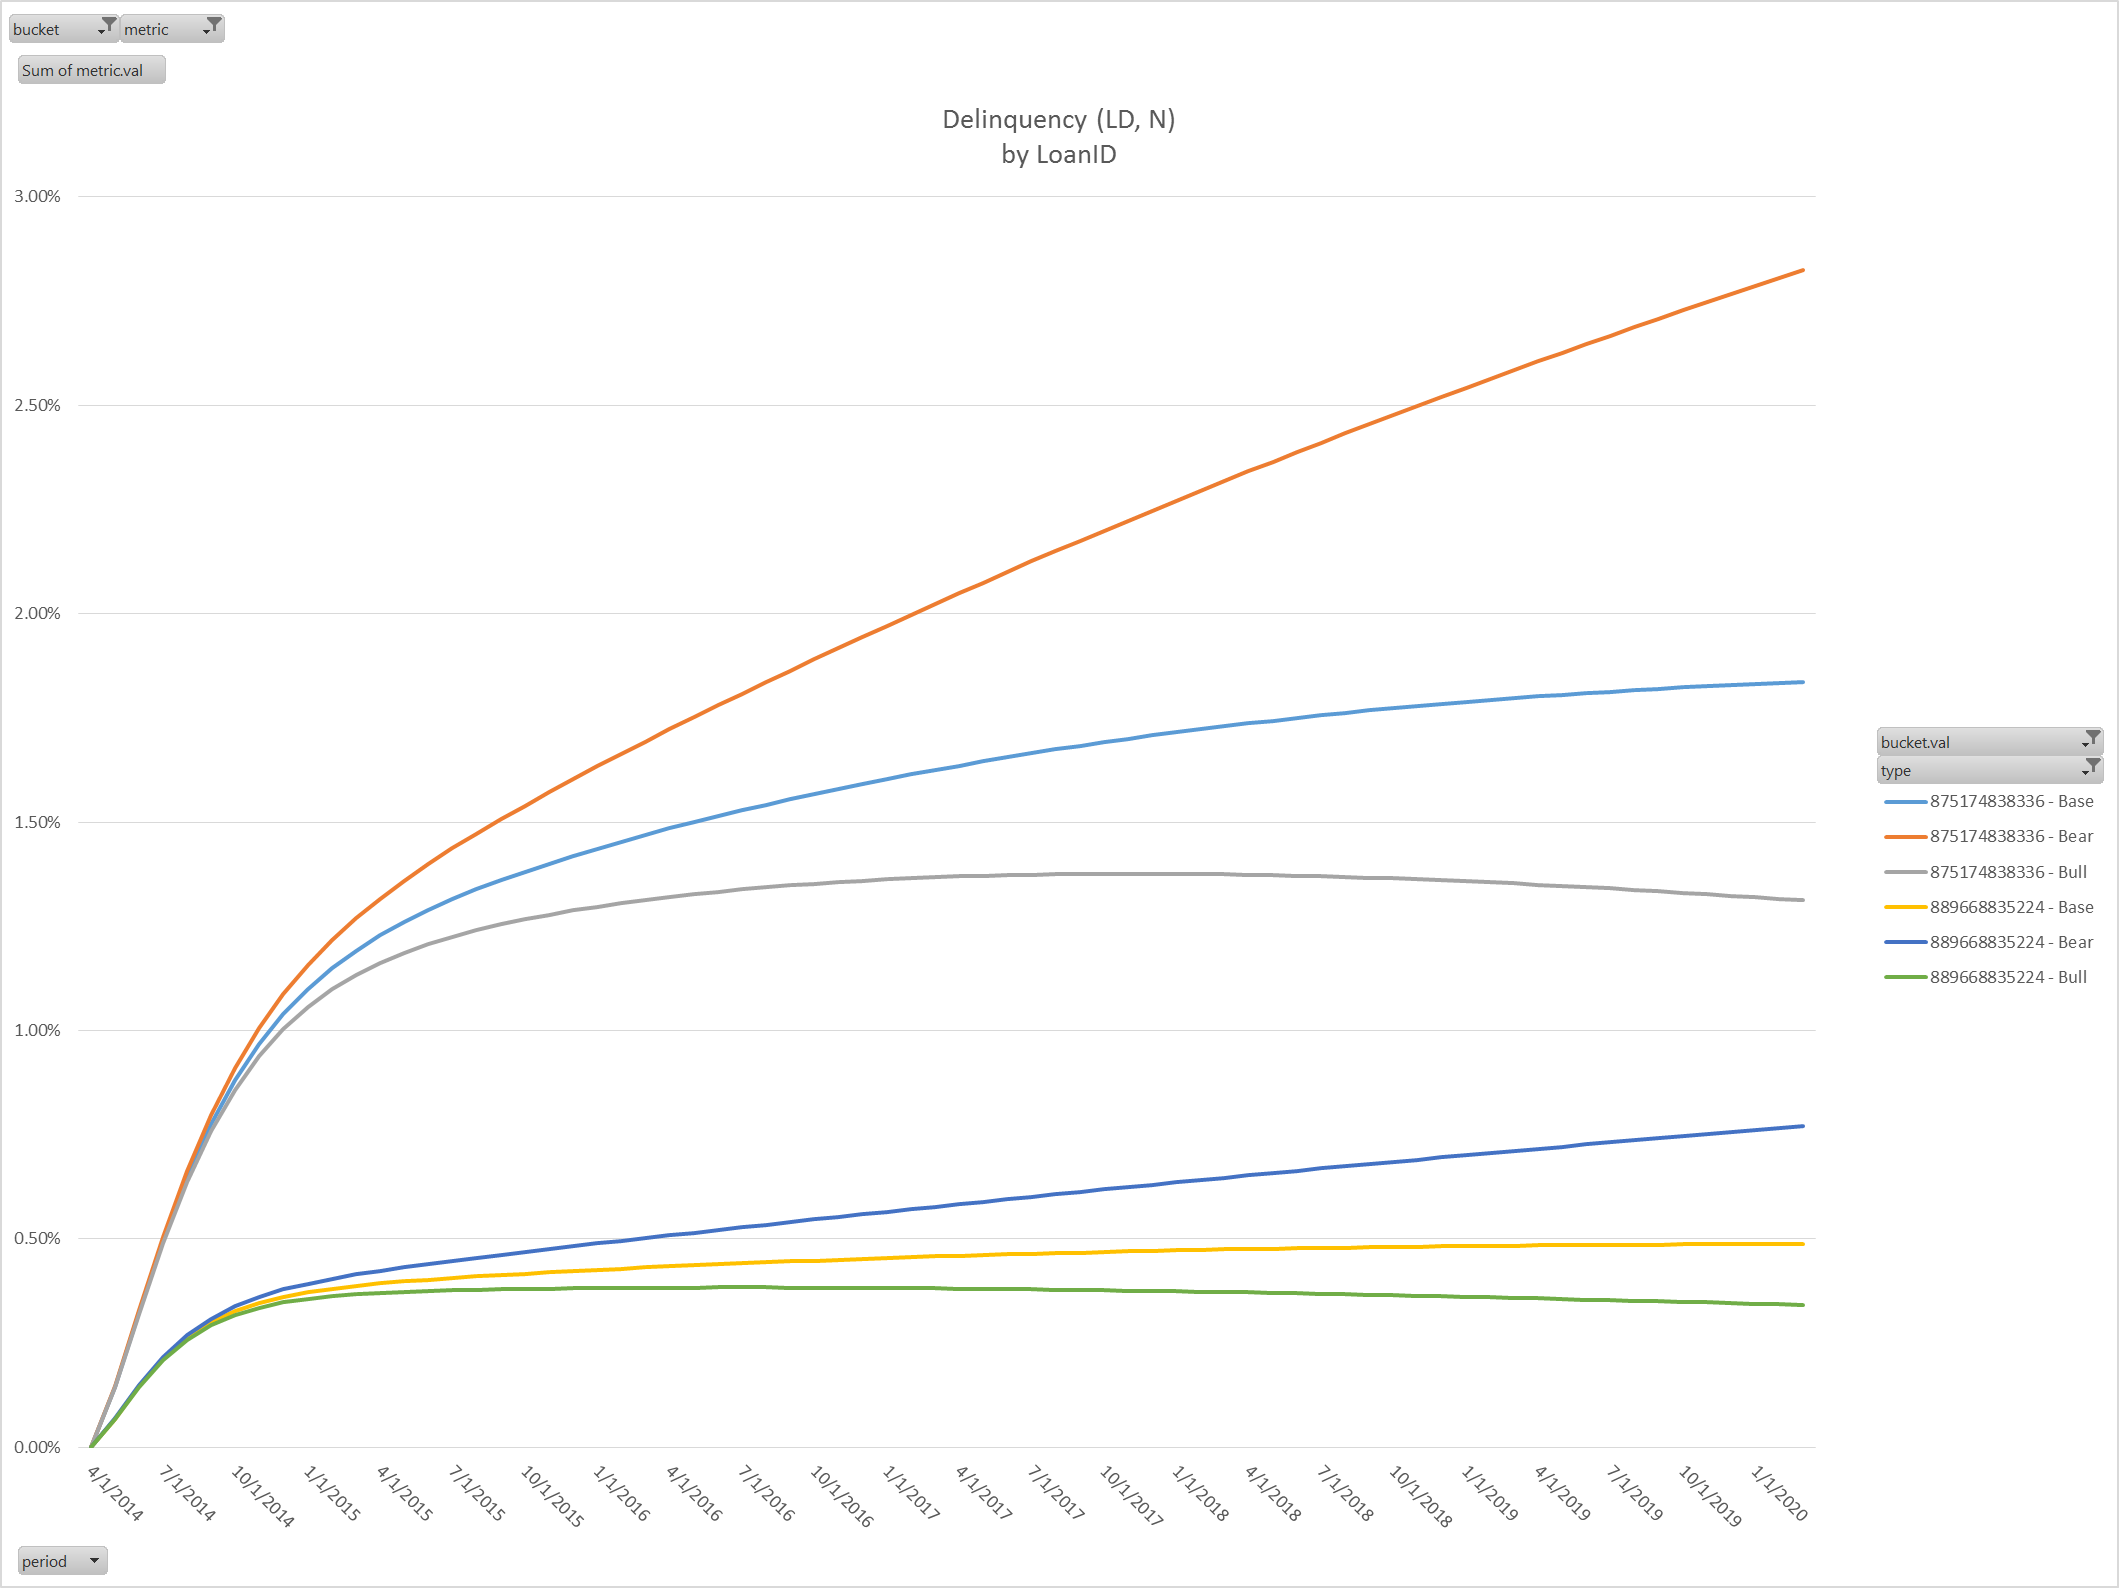 bucket metric
Sum of metric.val
Delinquency (LD, N)
by LoanID
3.00%
2.50%
2.00%
1.50%
1.00%
0.50%
0.00%
4/1/2014 7/1/2014 10/1/2014 1/1/2015 4/1/2015 7/1/2015 10/1/2015 1/1/2016 4/1/2016 7/1/2016 10/1/2016 1/1/2017 4/1/2017 7/1/2017 10/1/2017 1/1/2018 4/1/2018 7/1/2018 10/1/2018 1/1/2019 4/1/2019 7/1/2019 10/1/2019 1/1/2020
bucket.val
type
875174838336 - Base
875174838336 - Bear
875174838336 - Bull
889668835224 - Base
889668835224 - Bear
889668835224 - Bull
period